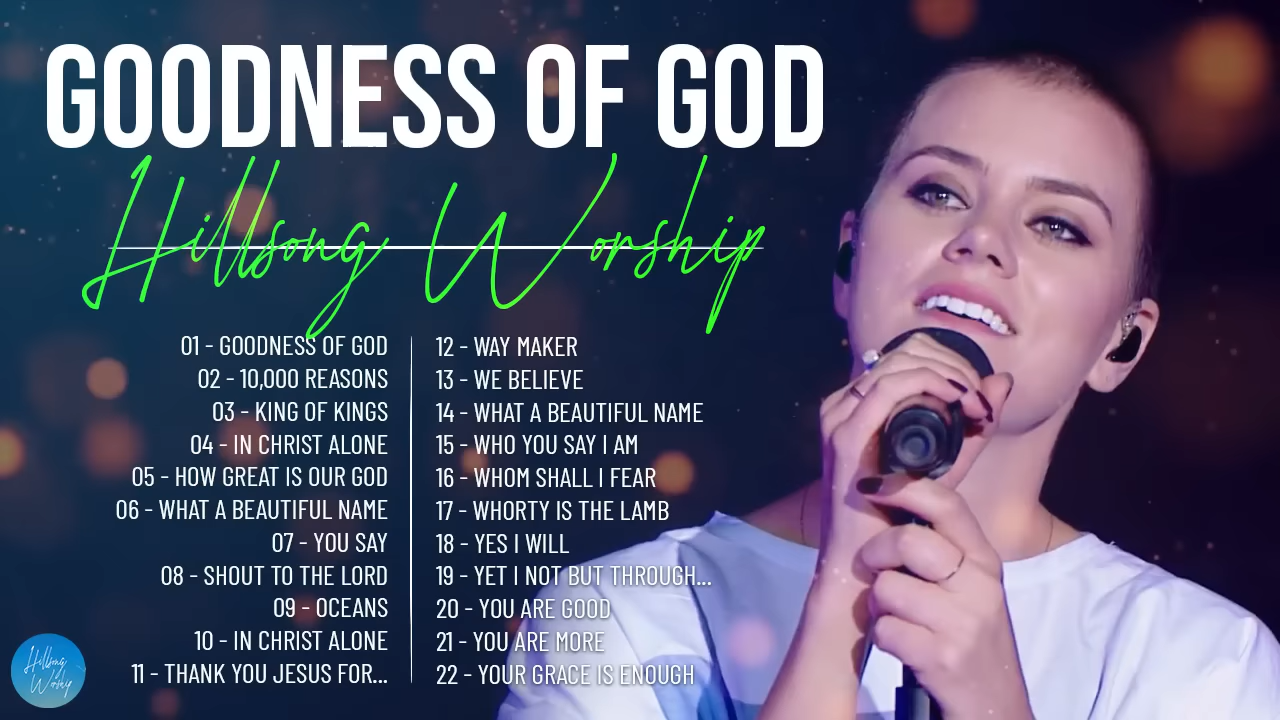 GOODNESS OF GOD
Hillsong Worship
01 - GOODNESS OF GOD
02 - 10,000 REASONS
03 - KING OF KINGS
04 - IN CHRIST ALONE
05 - HOW GREAT IS OUR GOD
06 - WHAT A BEAUTIFUL NAME
07 - YOU SAY
08 - SHOUT TO THE LORD
09 - OCEANS
10 - IN CHRIST ALONE
11 - THANK YOU JESUS FOR...
12 - WAY MAKER
13 - WE BELIEVE
14 - WHAT A BEAUTIFUL NAME
15 - WHO YOU SAY I AM
16 - WHOM SHALL I FEAR
17 - WHORTY IS THE LAMB
18 - YES I WILL
19 - YET I NOT BUT THROUGH...
20 - YOU ARE GOOD
21 - YOU ARE MORE
22 - YOUR GRACE IS ENOUGH
Hillsong